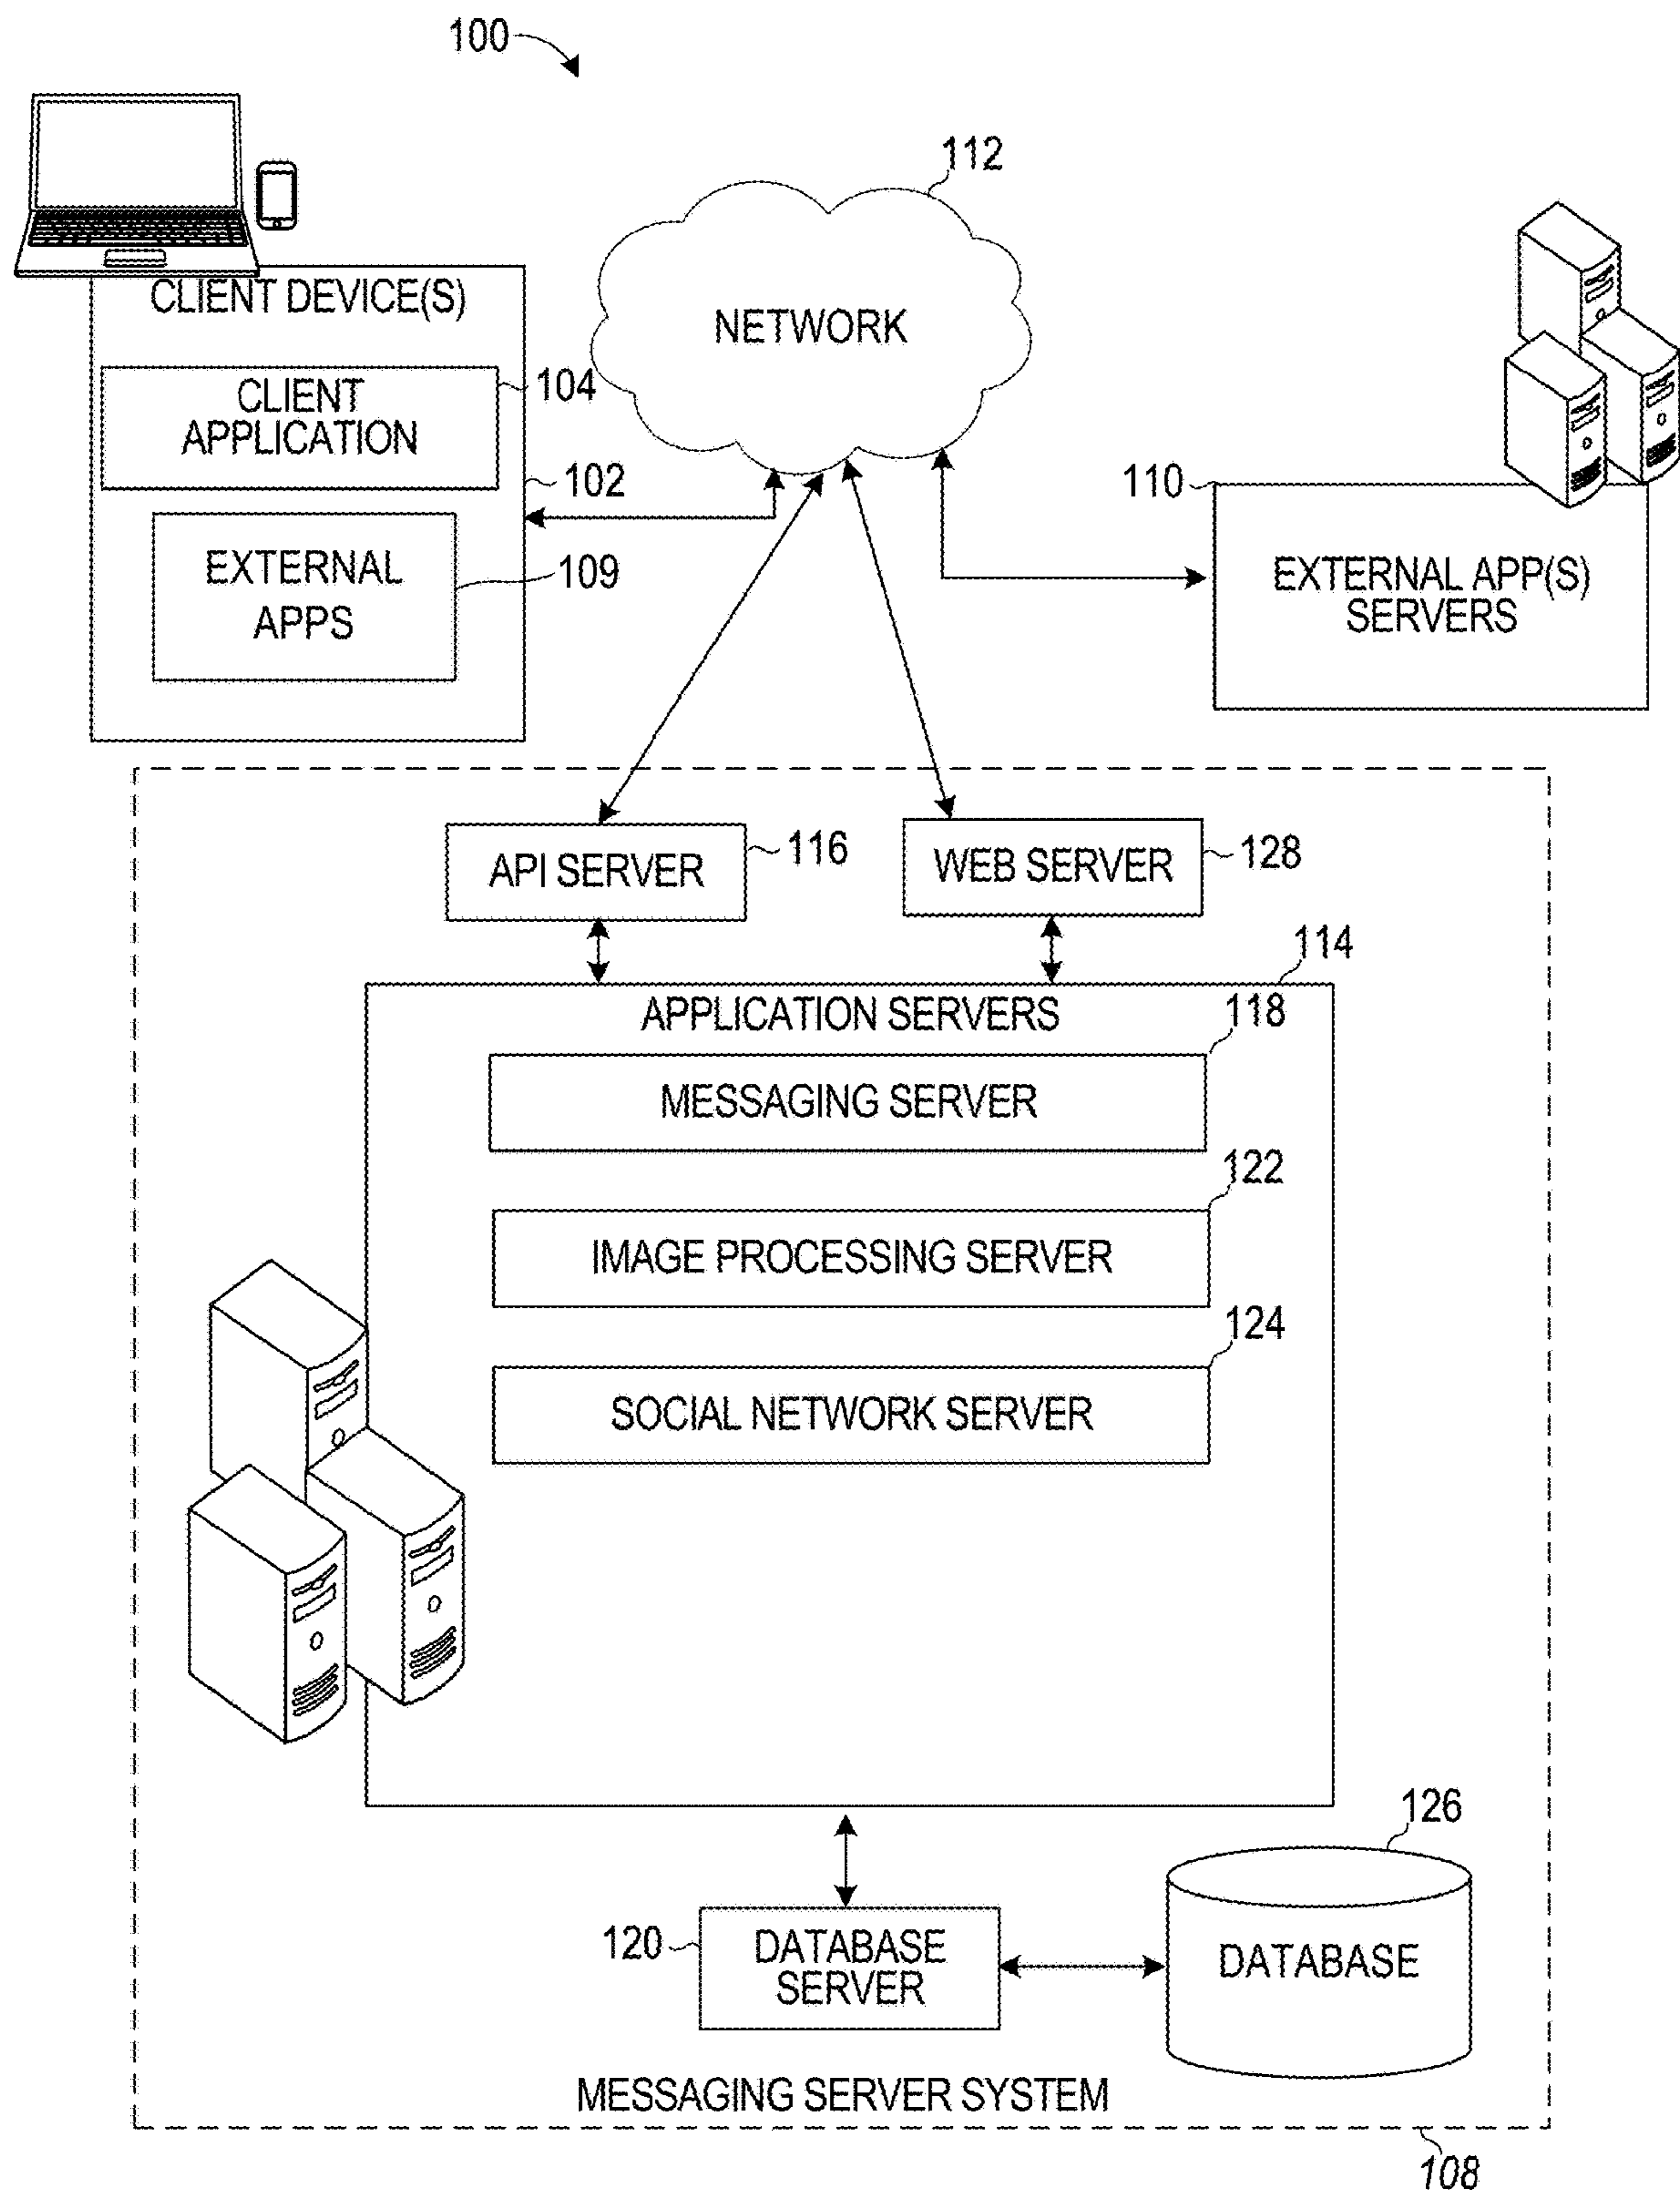 100
112
CLIENT DEVICE(S)
NETWORK
CLIENT
APPLICATION
104
102
110
EXTERNAL
APPS
109
EXTERNAL APP(S)
SERVERS
API SERVER
116
WEB SERVER
128
114
APPLICATION SERVERS
118
MESSAGING SERVER
122
IMAGE PROCESSING SERVER
124
SOCIAL NETWORK SERVER
126
120
DATABASE
SERVER
DATABASE
MESSAGING SERVER SYSTEM
108